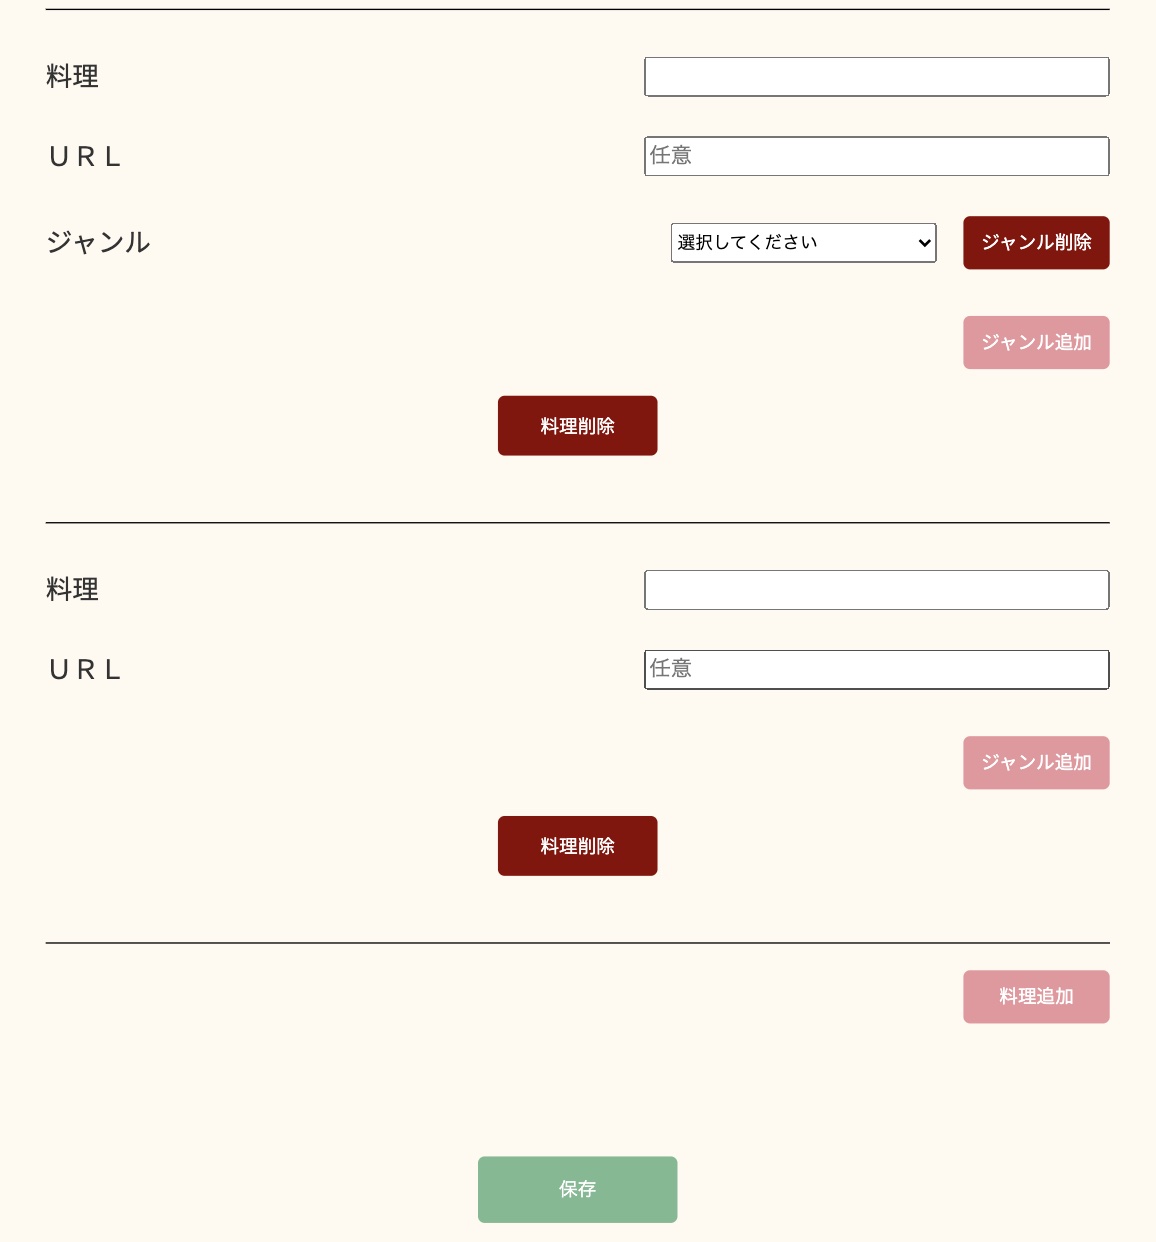 料理
ＵＲＬ 任意
ジャンル 選択してください ジャンル削除
ジャンル追加
料理削除
料理
ＵＲＬ 任意
ジャンル追加
料理削除
料理追加
保存